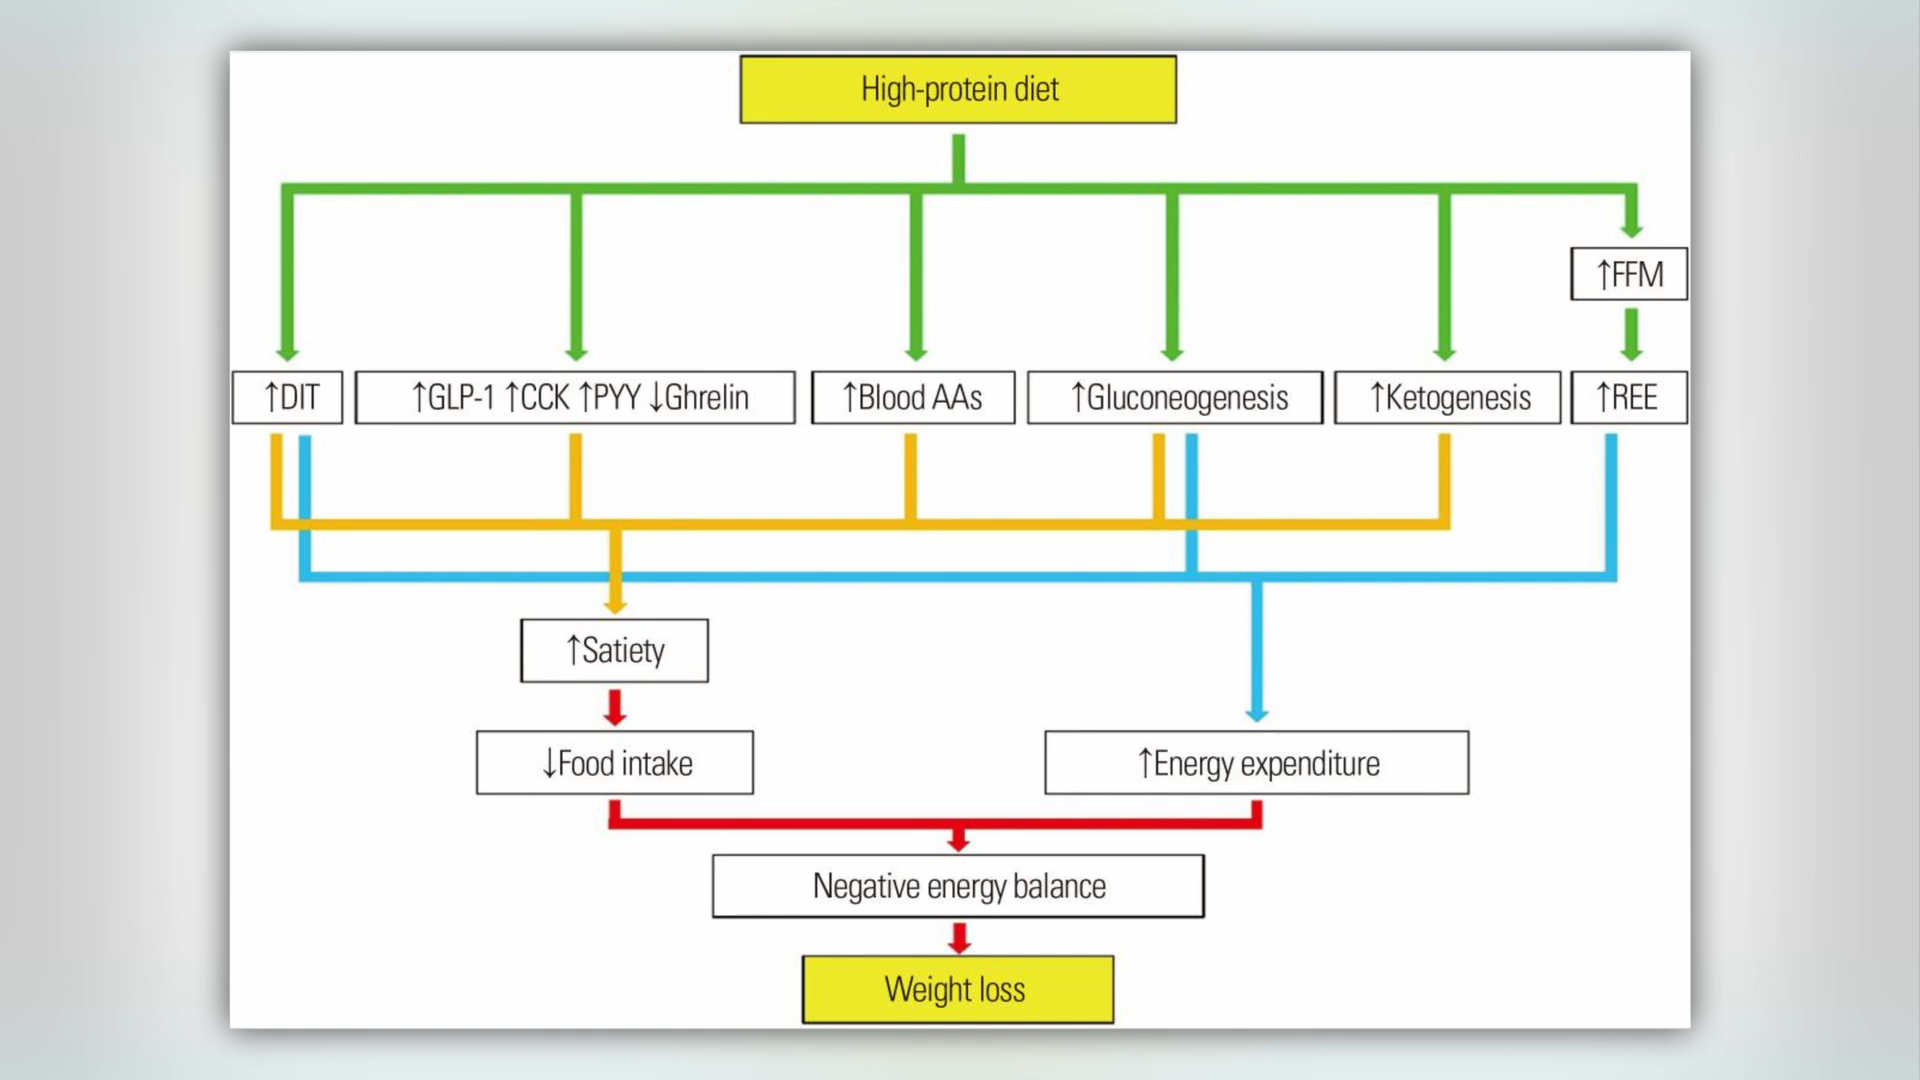 High-protein diet
↑FFM
↑DIT
↑GLP-1 ↑CCK ↑PYY ↓Ghrelin
↑Blood AAs
↑Gluconeogenesis
↑Ketogenesis
↑REE
↑Satiety
↓Food intake
↑Energy expenditure
Negative energy balance
Weight loss